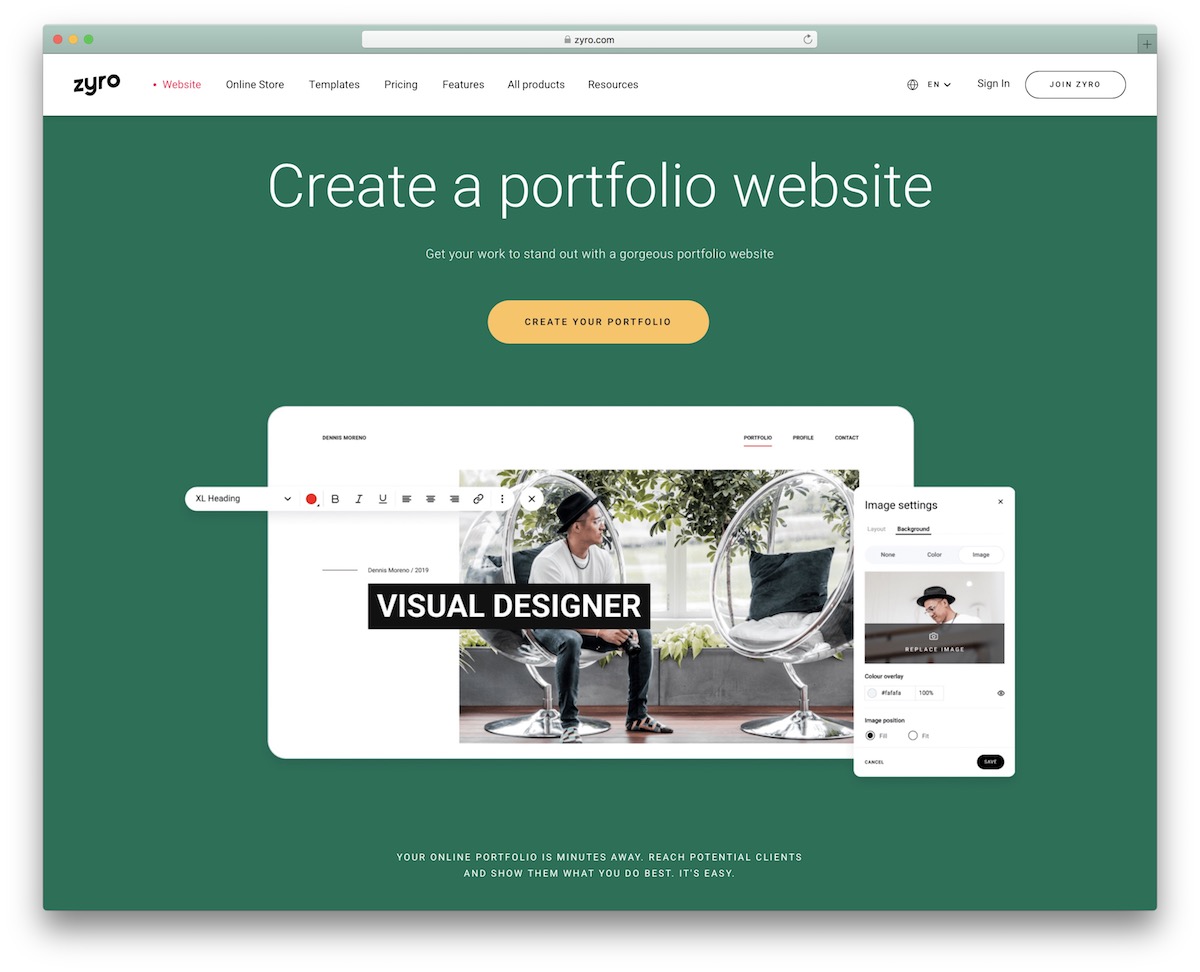 zyro.com
zyro
Website
Online Store
Templates
Pricing
Features
All products
Resources
EN
Sign In
JOIN ZYRO
Create a portfolio website
Get your work to stand out with a gorgeous portfolio website
CREATE YOUR PORTFOLIO
DENNIS MORENO
PORTFOLIO
PROFILE
CONTACT
XL Heading
B
I
U
Dennis Moreno / 2019
VISUAL DESIGNER
Image settings
Layout
Background
None
Color
Image
REPLACE IMAGE
Colour overlay
#fafafa
100%
Image position
Fill
Fit
CANCEL
SAVE
YOUR ONLINE PORTFOLIO IS MINUTES AWAY. REACH POTENTIAL CLIENTS
AND SHOW THEM WHAT YOU DO BEST. IT'S EASY.